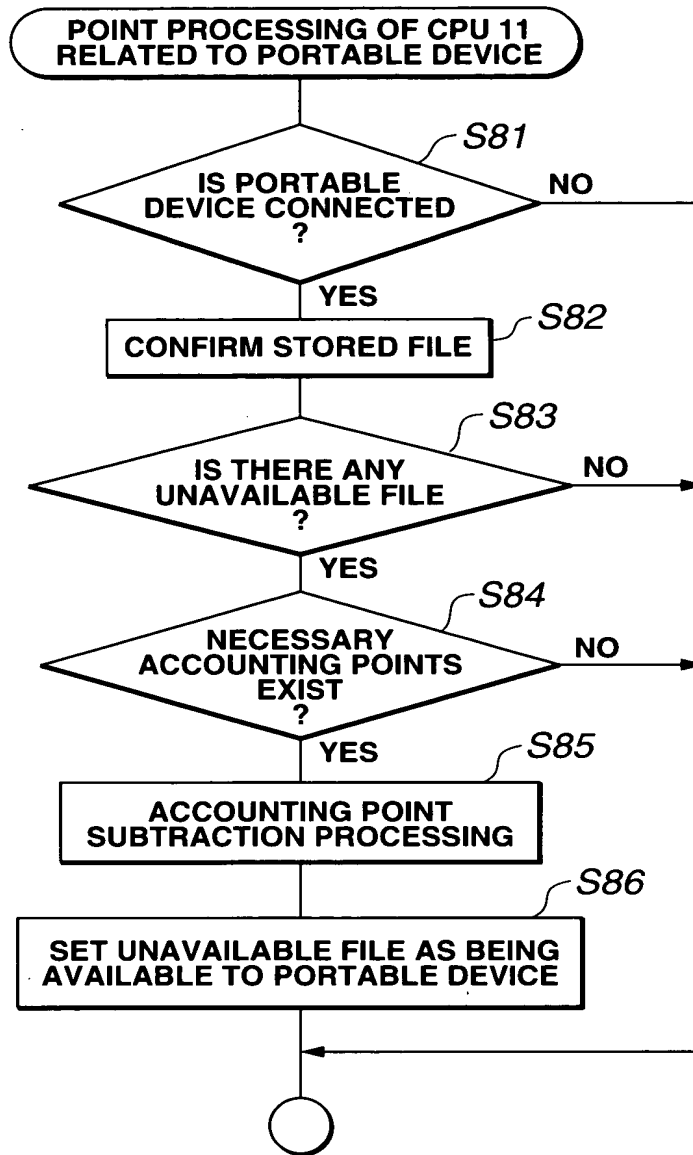 POINT PROCESSING OF CPU 11
RELATED TO PORTABLE DEVICE
S81
IS PORTABLE
DEVICE CONNECTED
?
NO
YES
S82
CONFIRM STORED FILE
S83
IS THERE ANY
UNAVAILABLE FILE
?
NO
YES
S84
NECESSARY
ACCOUNTING POINTS
EXIST
?
NO
YES
S85
ACCOUNTING POINT
SUBTRACTION PROCESSING
S86
SET UNAVAILABLE FILE AS BEING
AVAILABLE TO PORTABLE DEVICE